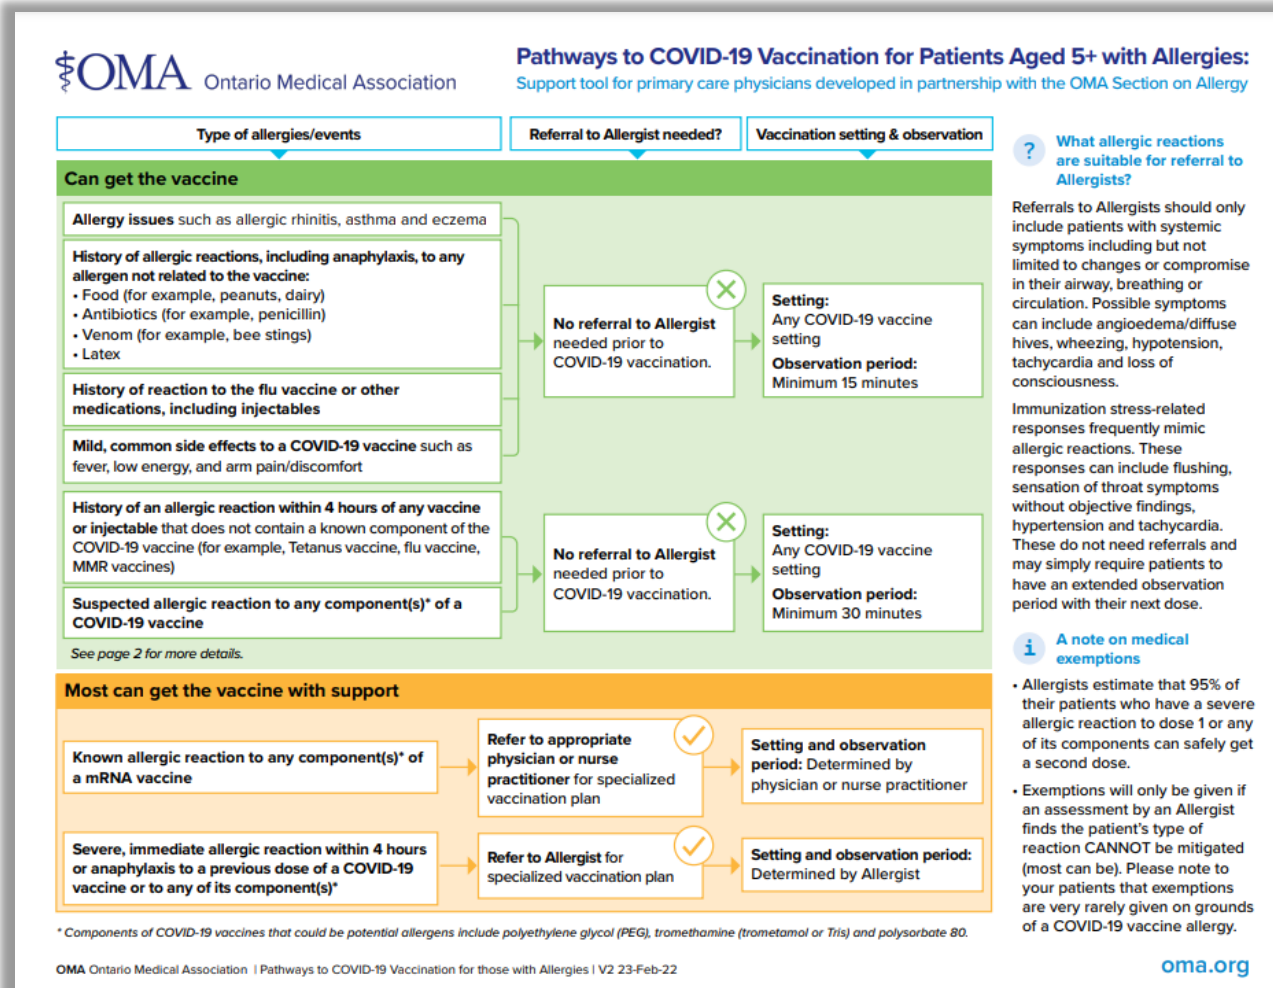 OMA Ontario Medical Association
Pathways to COVID-19 Vaccination for Patients Aged 5+ with Allergies:
Support tool for primary care physicians developed in partnership with the OMA Section on Allergy
Type of allergies/events
Referral to Allergist needed?
Vaccination setting & observation
Can get the vaccine
Allergy issues such as allergic rhinitis, asthma and eczema
History of allergic reactions, including anaphylaxis, to any
allergen not related to the vaccine:
• Food (for example, peanuts, dairy)
• Antibiotics (for example, penicillin)
• Venom (for example, bee stings)
• Latex
History of reaction to the flu vaccine or other
medications, including injectables
Mild, common side effects to a COVID-19 vaccine such as
fever, low energy, and arm pain/discomfort
No referral to Allergist
needed prior to
COVID-19 vaccination.
Setting:
Any COVID-19 vaccine
setting
Observation period:
Minimum 15 minutes
History of an allergic reaction within 4 hours of any vaccine
or injectable that does not contain a known component of the
COVID-19 vaccine (for example, Tetanus vaccine, flu vaccine,
MMR vaccines)
Suspected allergic reaction to any component(s)* of a
COVID-19 vaccine
No referral to Allergist
needed prior to
COVID-19 vaccination.
Setting:
Any COVID-19 vaccine
setting
Observation period:
Minimum 30 minutes
See page 2 for more details.
Most can get the vaccine with support
Known allergic reaction to any component(s)* of
a mRNA vaccine
Refer to appropriate
physician or nurse
practitioner for specialized
vaccination plan
Setting and observation
period: Determined by
physician or nurse practitioner
Severe, immediate allergic reaction within 4 hours
or anaphylaxis to a previous dose of a COVID-19
vaccine or to any of its component(s)*
Refer to Allergist for
specialized vaccination plan
Setting and observation period:
Determined by Allergist
* Components of COVID-19 vaccines that could be potential allergens include polyethylene glycol (PEG), tromethamine (trometamol or Tris) and polysorbate 80.
OMA Ontario Medical Association | Pathways to COVID-19 Vaccination for those with Allergies | V2 23-Feb-22
? What allergic reactions
are suitable for referral to
Allergists?
Referrals to Allergists should only
include patients with systemic
symptoms including but not
limited to changes or compromise
in their airway, breathing or
circulation. Possible symptoms
can include angioedema/diffuse
hives, wheezing, hypotension,
tachycardia and loss of
consciousness.
Immunization stress-related
responses frequently mimic
allergic reactions. These
responses can include flushing,
sensation of throat symptoms
without objective findings,
hypertension and tachycardia.
These do not need referrals and
may simply require patients to
have an extended observation
period with their next dose.
i A note on medical
exemptions
• Allergists estimate that 95% of
their patients who have a severe
allergic reaction to dose 1 or any
of its components can safely get
a second dose.
• Exemptions will only be given if
an assessment by an Allergist
finds the patient's type of
reaction CANNOT be mitigated
(most can be). Please note to
your patients that exemptions
are very rarely given on grounds
of a COVID-19 vaccine allergy.
oma.org